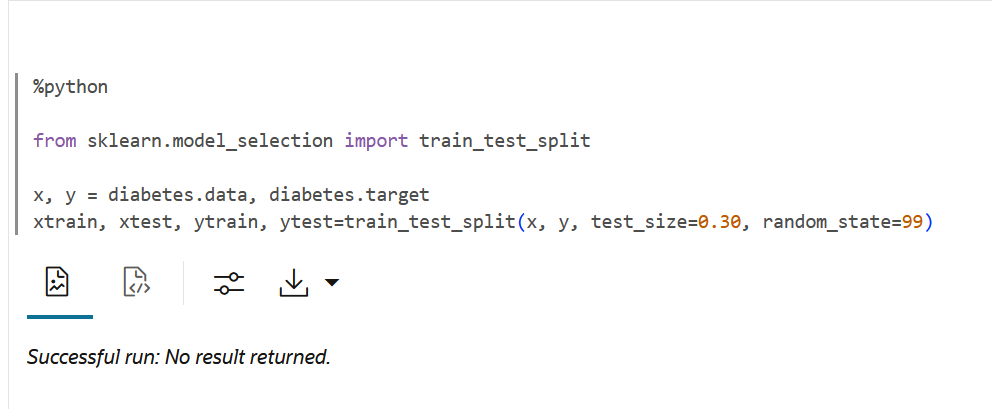 %python
from sklearn.model_selection import train_test_split
x, y = diabetes.data, diabetes.target
xtrain, xtest, ytrain, ytest=train_test_split(x, y, test_size=0.30, random_state=99)
</>
Successful run: No result returned.